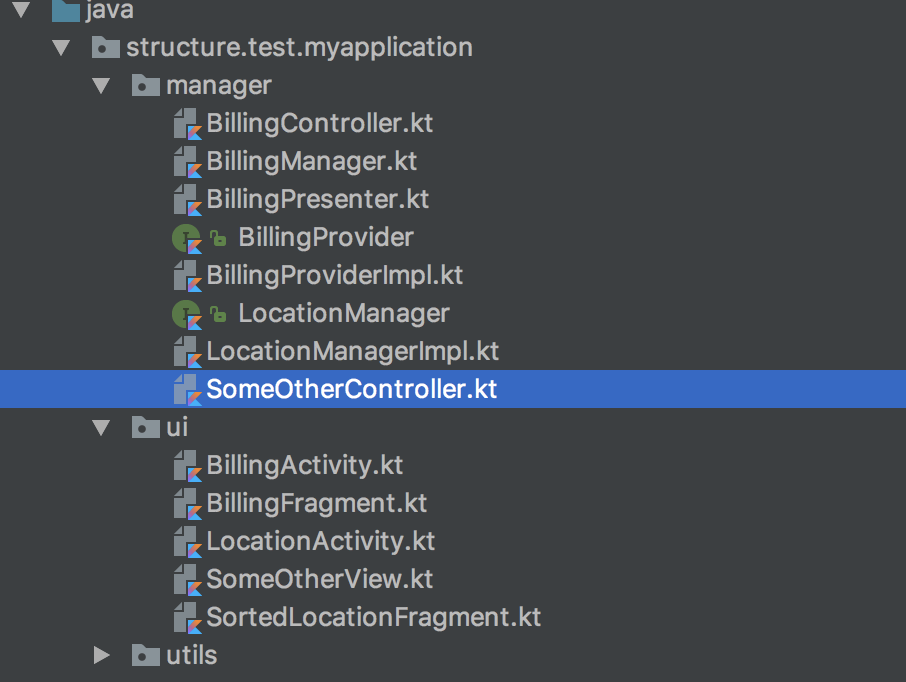 java
structure.test.myapplication
manager
BillingController.kt
BillingManager.kt
BillingPresenter.kt
BillingProvider
BillingProviderImpl.kt
LocationManager
LocationManagerImpl.kt
SomeOtherController.kt
ui
BillingActivity.kt
BillingFragment.kt
LocationActivity.kt
SomeOtherView.kt
SortedLocationFragment.kt
utils